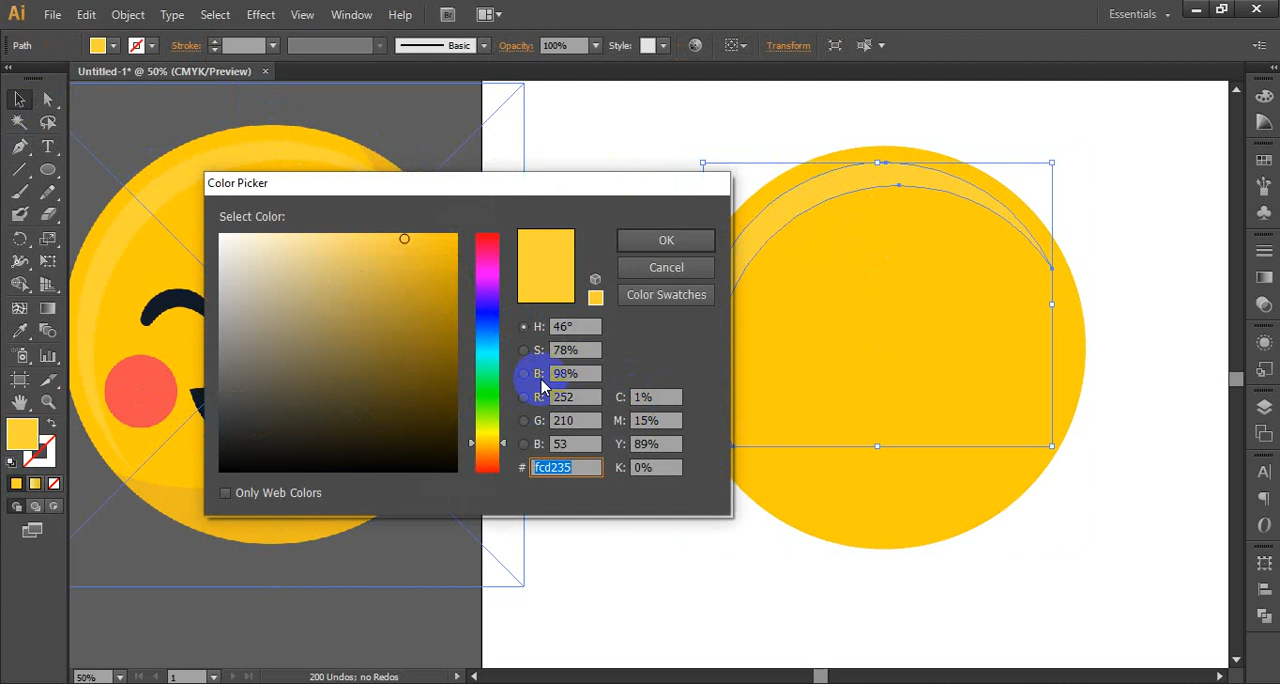 Ai File Edit Object Type Select Effect View Window Help Br Essentials
Path Stroke: Basic Opacity: 100% Style: Transform
Untitled-1* @ 50% (CMYK/Preview) ×
Color Picker
Select Color:
OK
Cancel
Color Swatches
H: 46°
S: 78%
B: 98%
R: 252 C: 1%
G: 210 M: 15%
B: 53 Y: 89%
# fcd235 K: 0%
Only Web Colors
50% 1 200 Undos; no Redos